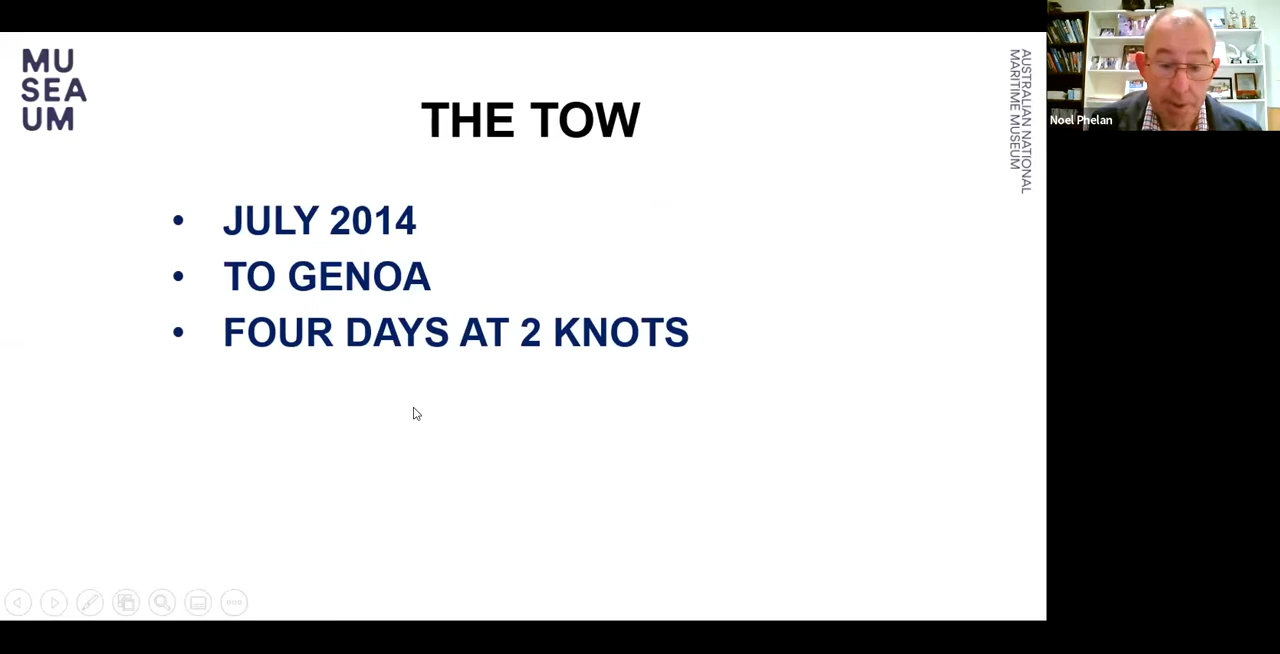 MU
SEA
UM
THE TOW
AUSTRALIAN NATIONAL
MARITIME MUSEUM
• JULY 2014
• TO GENOA
• FOUR DAYS AT 2 KNOTS
Noel Phelan